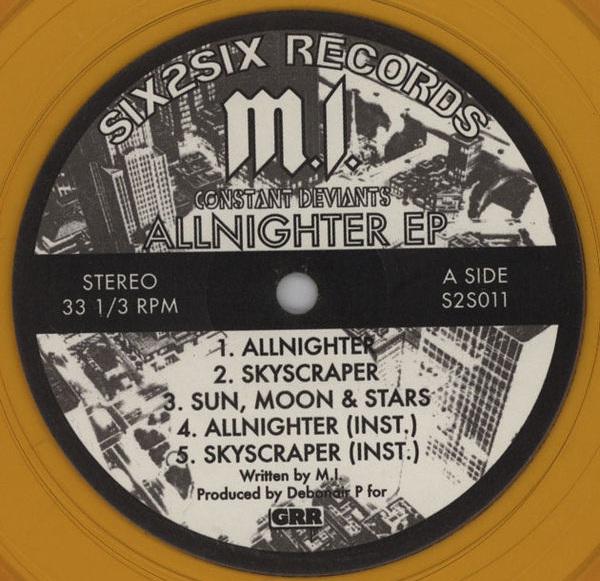 SIX2SIX RECORDS
M.I.
CONSTANT DEVIANTS
ALLNIGHTER EP
STEREO
33 1/3 RPM
A SIDE
S2S011
1. ALLNIGHTER
2. SKYSCRAPER
3. SUN, MOON & STARS
4. ALLNIGHTER (INST.)
5. SKYSCRAPER (INST.)
Written by M.I.
Produced by Debonair P for
GRR